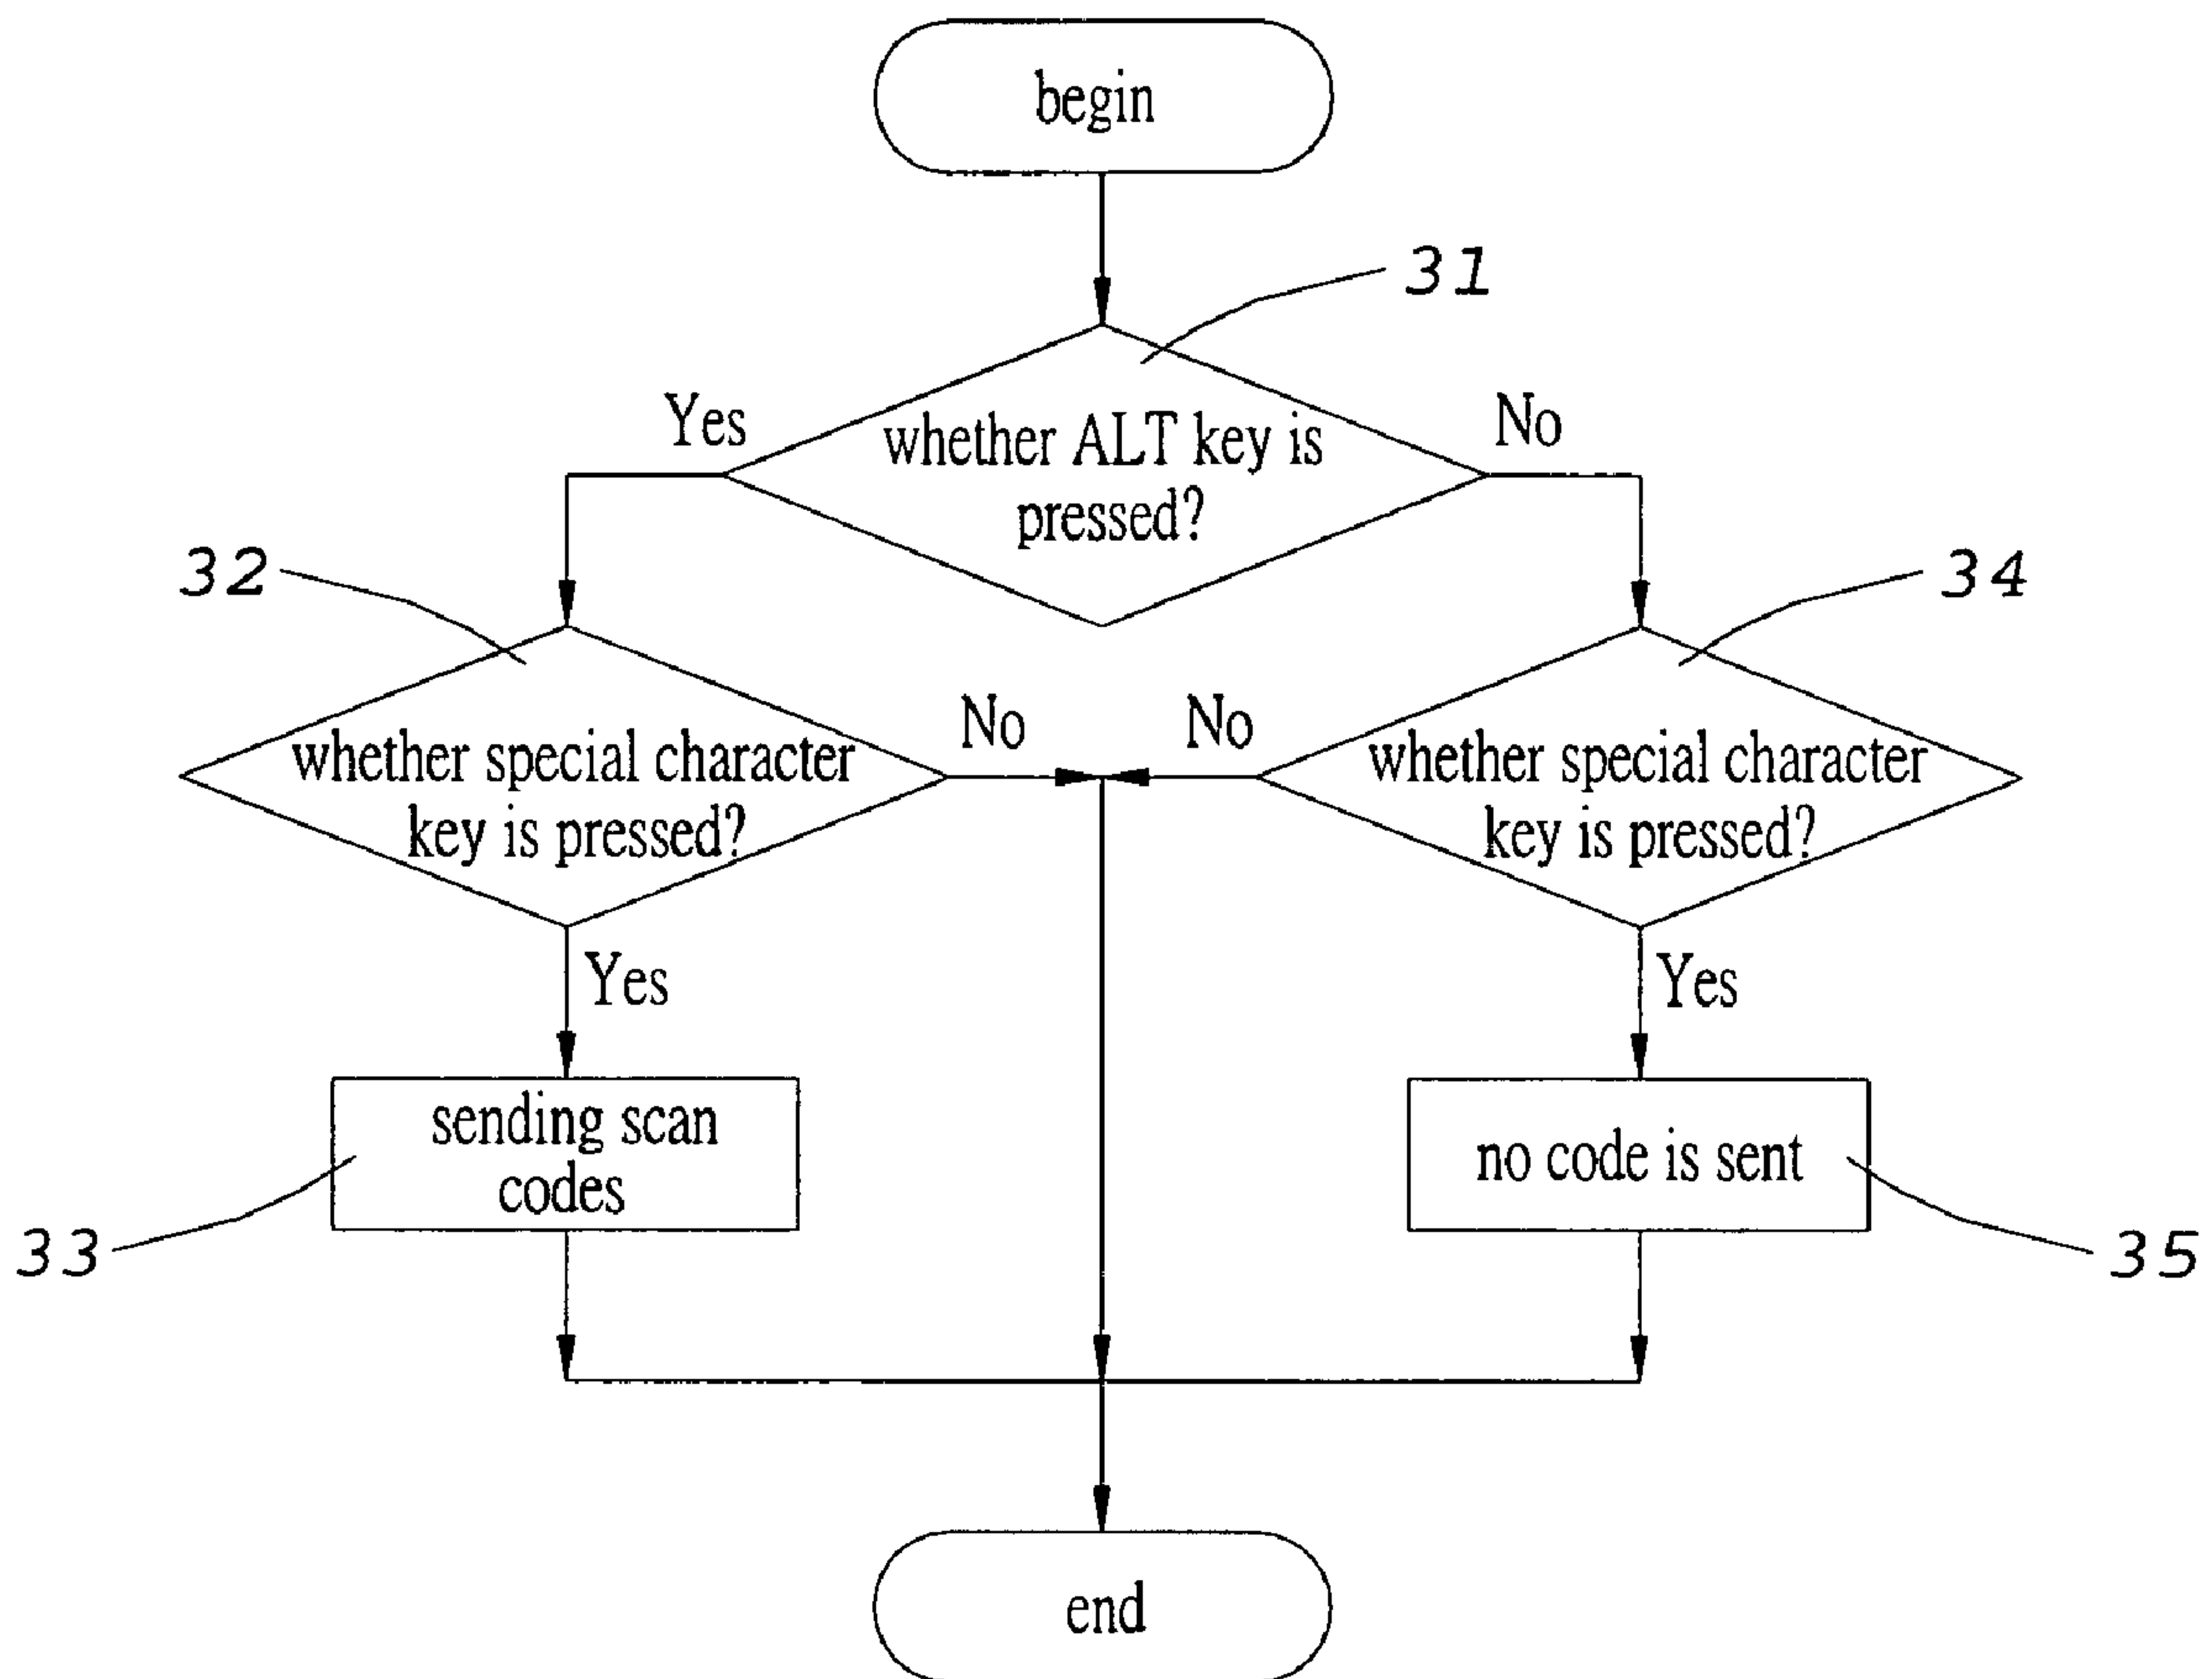 begin
31
Yes
No
whether ALT key is
pressed?
32
34
No
No
whether special character
key is pressed?
whether special character
key is pressed?
Yes
Yes
sending scan
codes
no code is sent
33
35
end